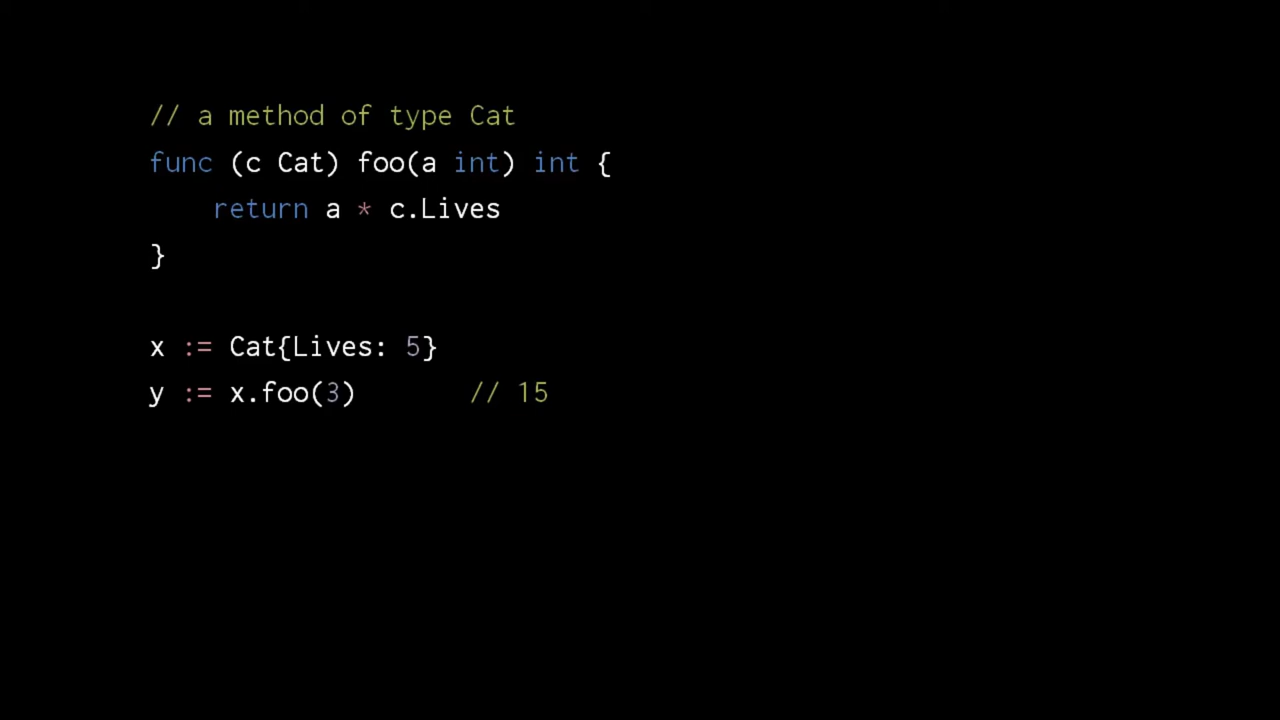 // a method of type Cat
func (c Cat) foo(a int) int {
    return a * c.Lives
}
x := Cat{Lives: 5}
y := x.foo(3)       // 15